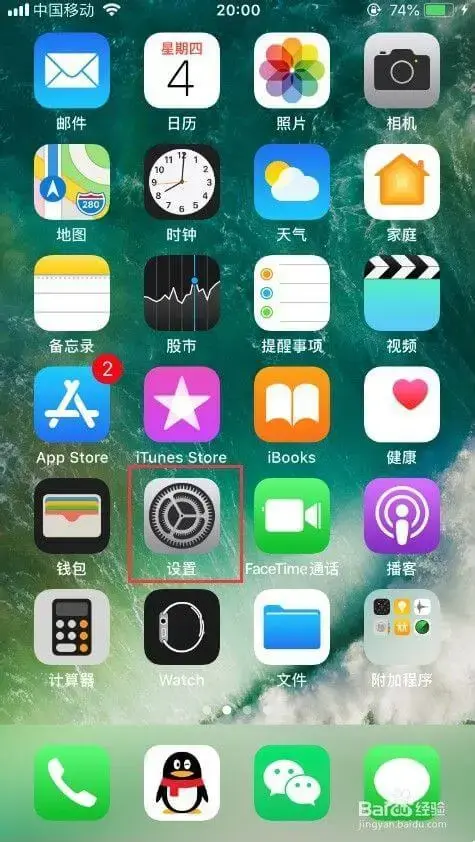 中国移动 20:00 74%
星期四
4
邮件 日历 照片 相机
280
地图 时钟 天气 家庭
备忘录 股市 提醒事项 视频
2
App Store iTunes Store iBooks 健康
钱包 设置 FaceTime通话 播客
计算器 Watch 文件 附加程序
Baidu 经验
jingyan.baidu.com